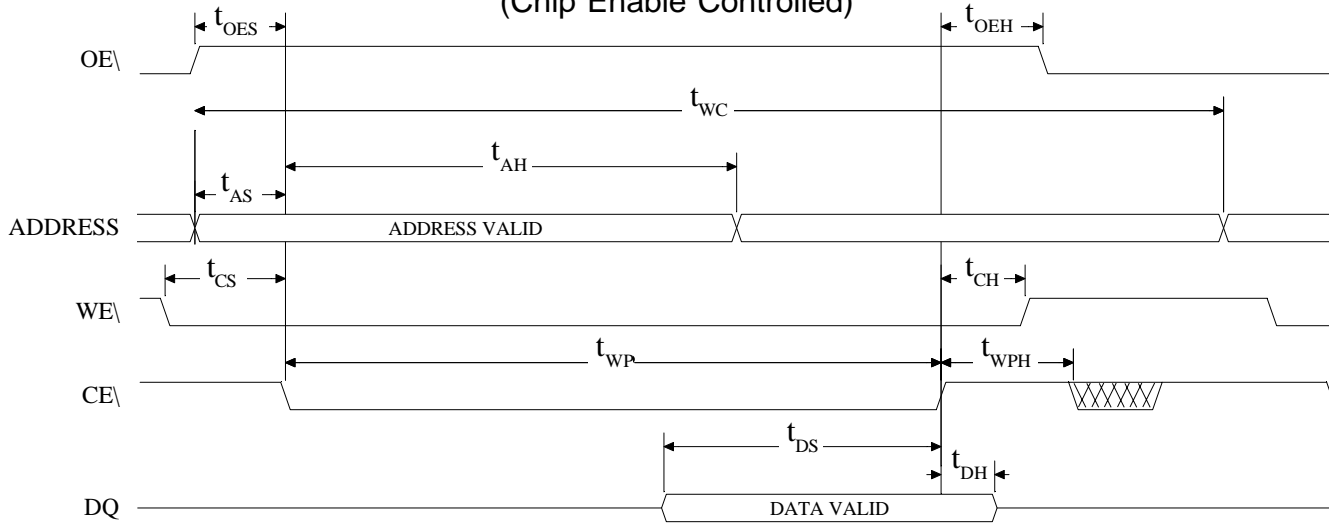 (Chip Enable Controlled)
tOES
tOEH
OE\
tWC
tAH
tAS
ADDRESS
ADDRESS VALID
tCS
tCH
WE\
tWP
tWPH
CE\
tDS
tDH
DQ
DATA VALID